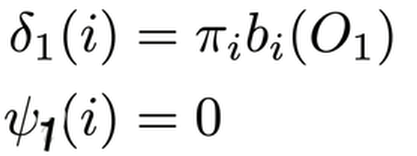 δ₁(i) = πᵢbᵢ(O₁)
ψ₁(i) = 0